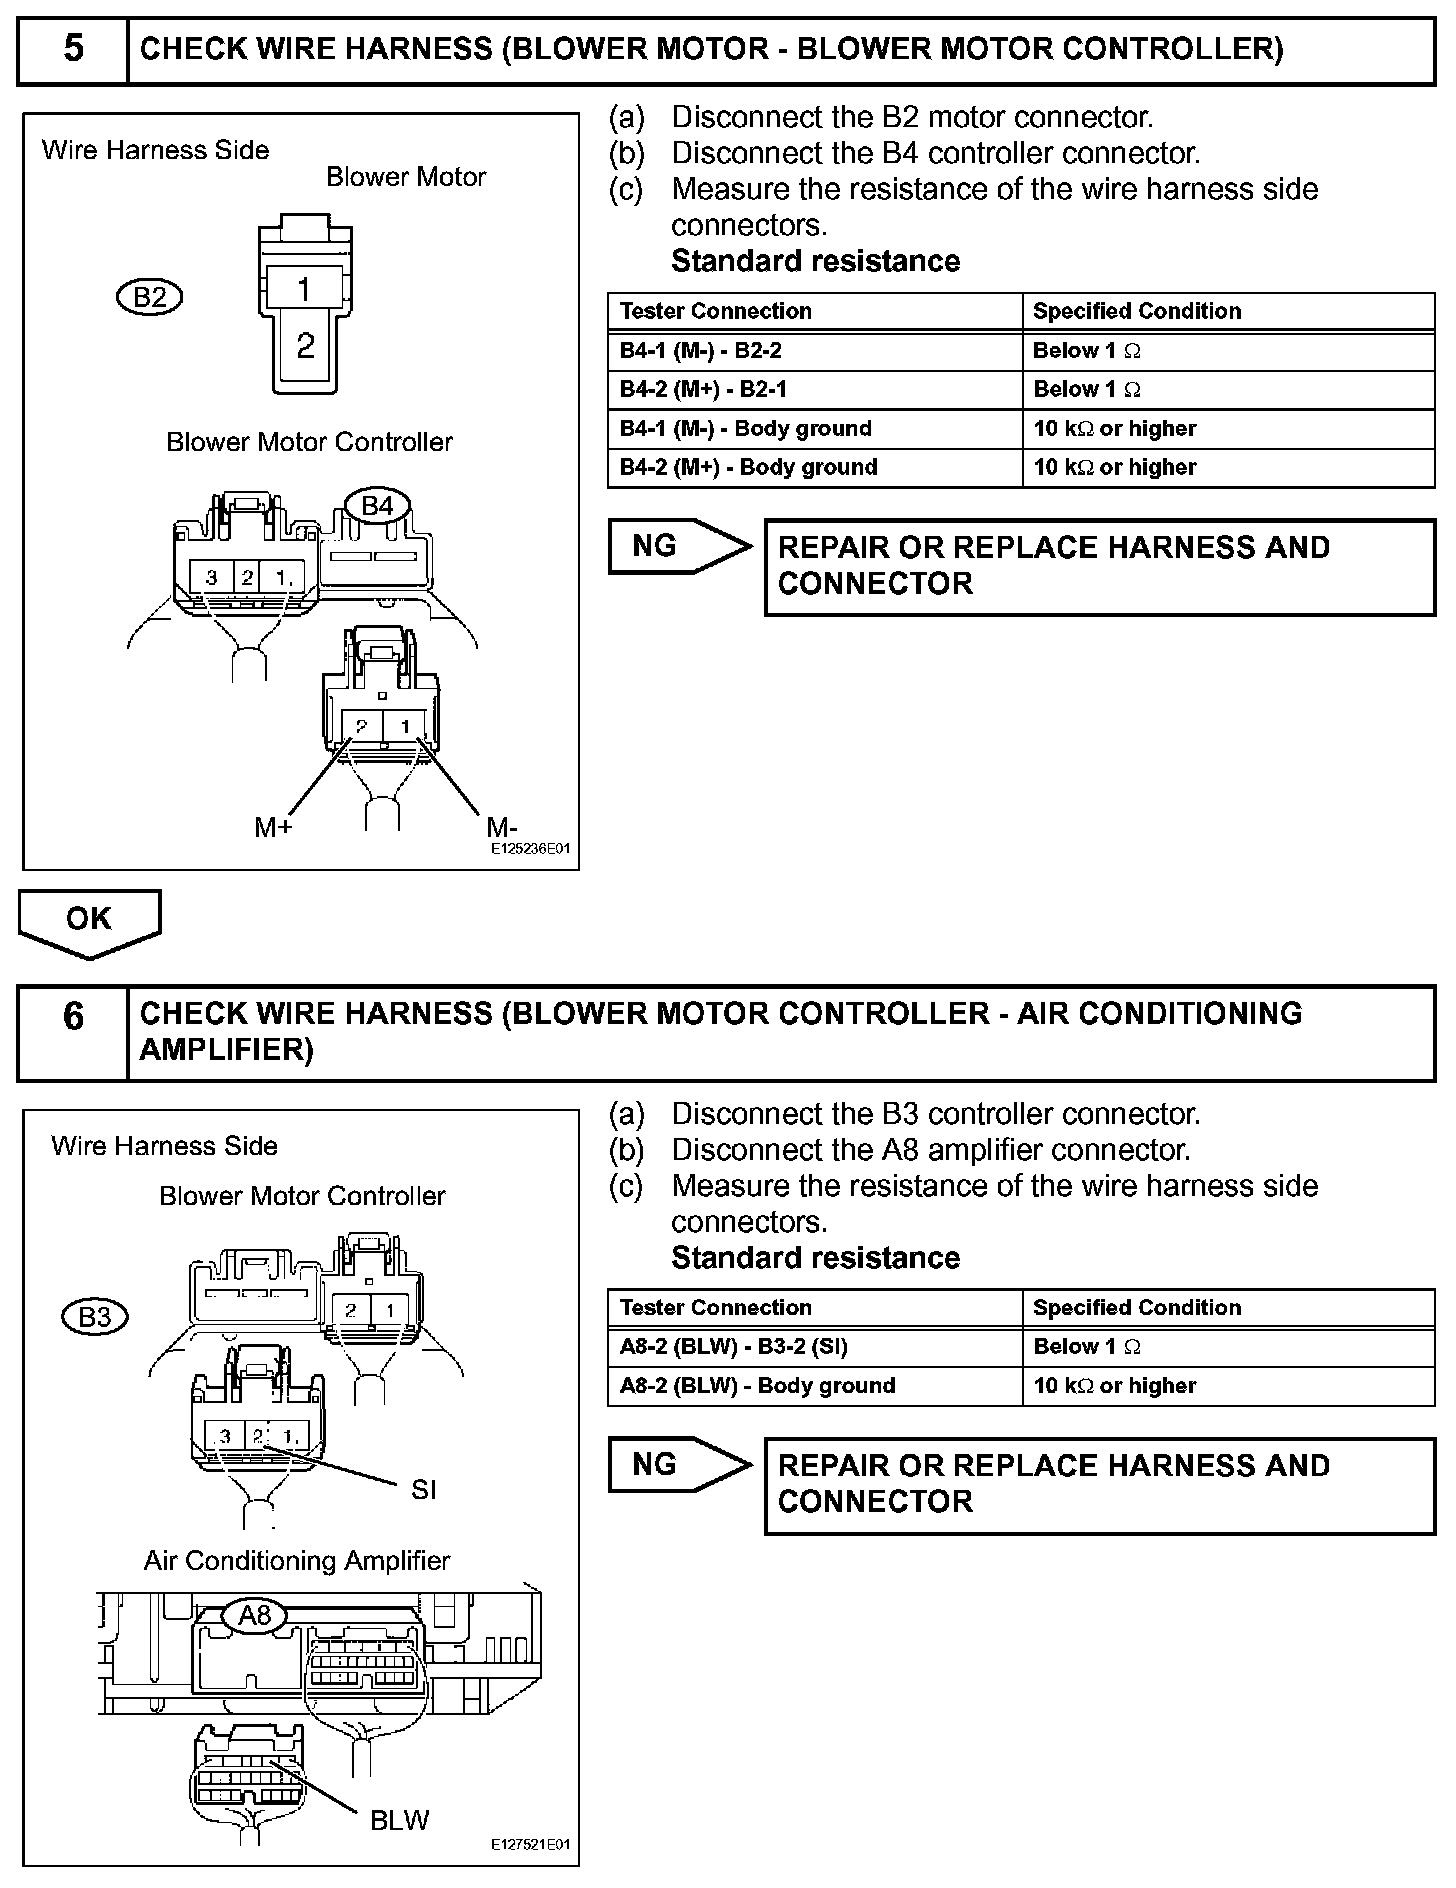 5 CHECK WIRE HARNESS (BLOWER MOTOR - BLOWER MOTOR CONTROLLER)
Wire Harness Side
Blower Motor
B2
1
2
Blower Motor Controller
B4
3 2 1
2 1
M+ M-
E125236E01
(a) Disconnect the B2 motor connector.
(b) Disconnect the B4 controller connector.
(c) Measure the resistance of the wire harness side
connectors.
Standard resistance
Tester Connection Specified Condition
B4-1 (M-) - B2-2 Below 1 Ω
B4-2 (M+) - B2-1 Below 1 Ω
B4-1 (M-) - Body ground 10 kΩ or higher
B4-2 (M+) - Body ground 10 kΩ or higher
NG
REPAIR OR REPLACE HARNESS AND
CONNECTOR
OK
6 CHECK WIRE HARNESS (BLOWER MOTOR CONTROLLER - AIR CONDITIONING
AMPLIFIER)
Wire Harness Side
Blower Motor Controller
B3
2 1
3 2 1
SI
Air Conditioning Amplifier
A8
BLW
E127521E01
(a) Disconnect the B3 controller connector.
(b) Disconnect the A8 amplifier connector.
(c) Measure the resistance of the wire harness side
connectors.
Standard resistance
Tester Connection Specified Condition
A8-2 (BLW) - B3-2 (SI) Below 1 Ω
A8-2 (BLW) - Body ground 10 kΩ or higher
NG
REPAIR OR REPLACE HARNESS AND
CONNECTOR